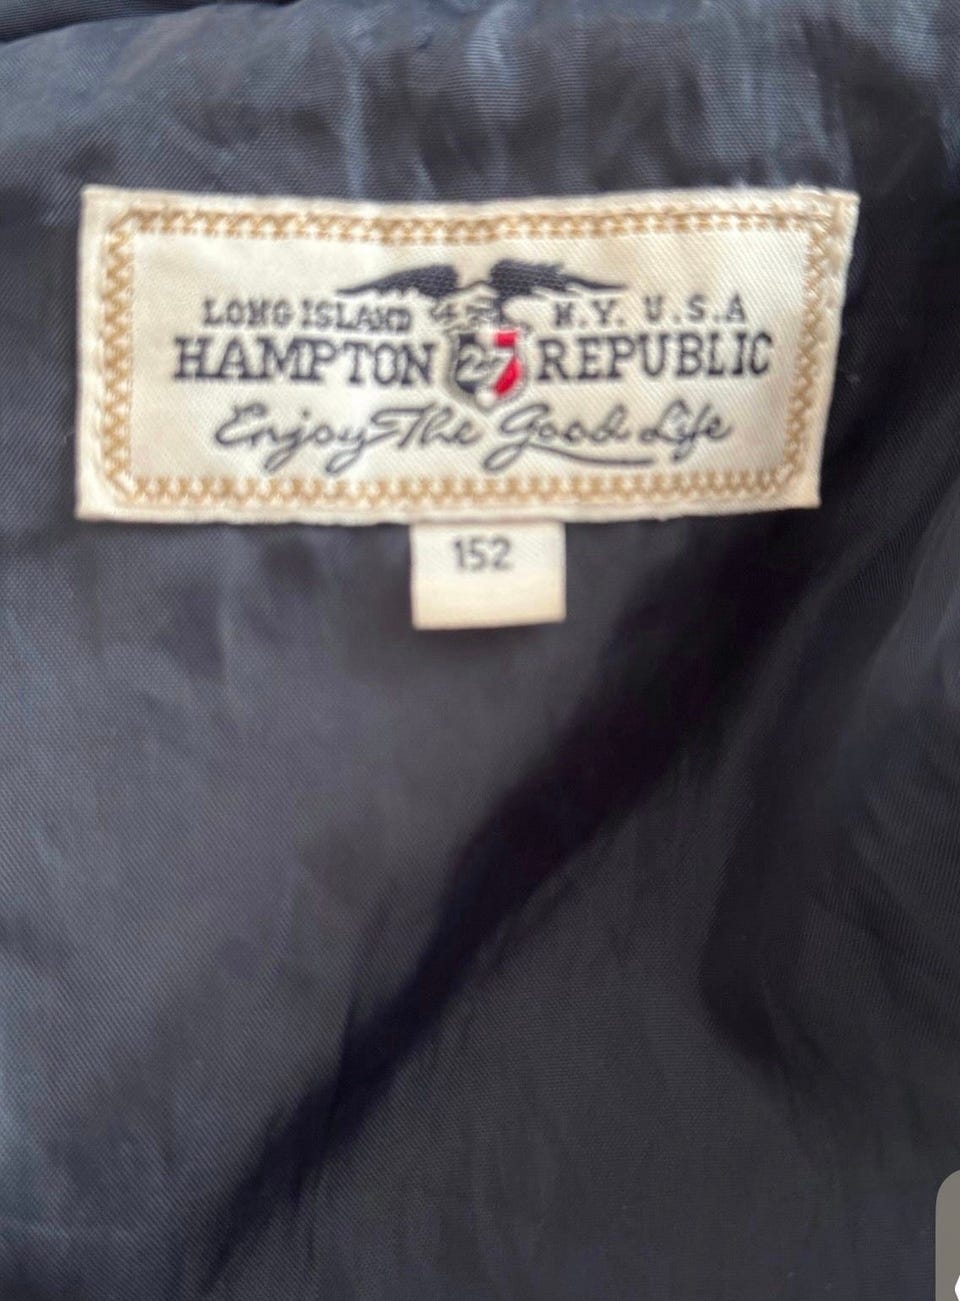 LONG ISLAND N.Y. U.S.A
HAMPTON 27 REPUBLIC
Enjoy The Good Life
152